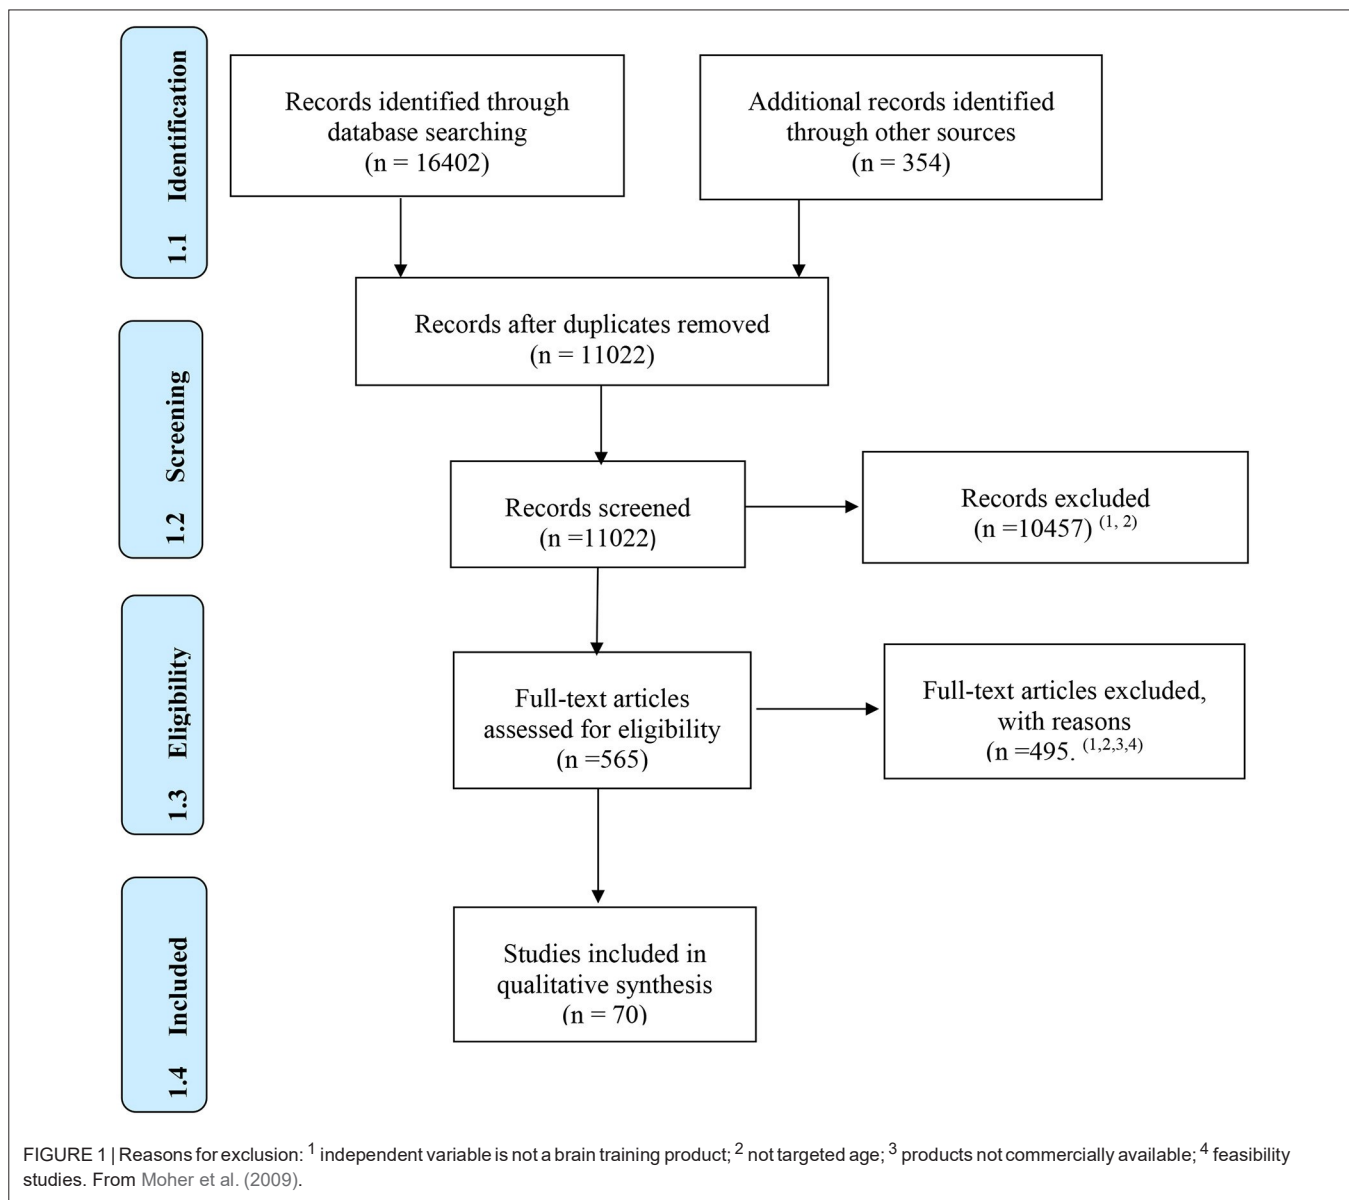 1.1 Identification
Records identified through
database searching
(n = 16402)
Additional records identified
through other sources
(n = 354)
Records after duplicates removed
(n = 11022)
1.2 Screening
Records screened
(n =11022)
Records excluded
(n =10457) (1, 2)
1.3 Eligibility
Full-text articles
assessed for eligibility
(n =565)
Full-text articles excluded,
with reasons
(n =495. (1,2,3,4)
1.4 Included
Studies included in
qualitative synthesis
(n = 70)
FIGURE 1 | Reasons for exclusion: 1 independent variable is not a brain training product; 2 not targeted age; 3 products not commercially available; 4 feasibility
studies. From Moher et al. (2009).